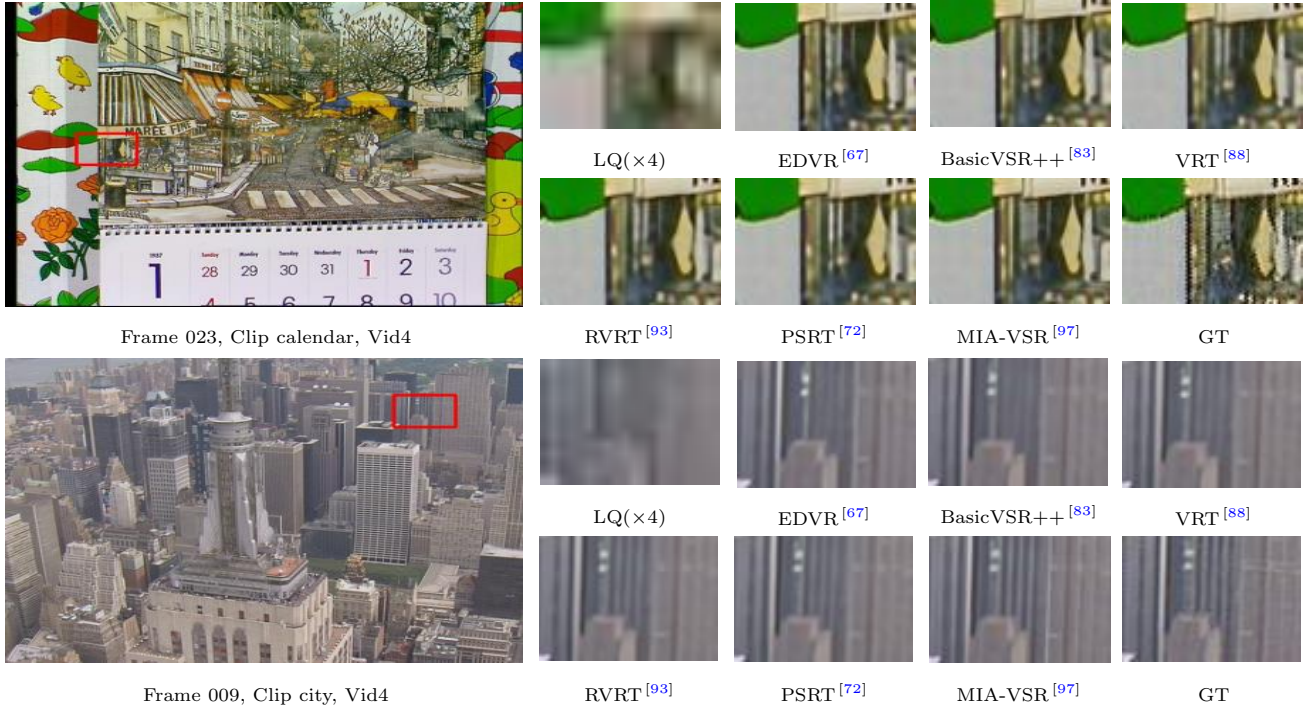 MAREE FINE
1987
Sunday Monday Tuesday Wednesday Thursday Friday Saturday
1 28 29 30 31 1 2 3
4 5 6 7 8 9 10
LQ(×4) EDVR[67] BasicVSR++[83] VRT[88]
RVRT[93] PSRT[72] MIA-VSR[97] GT
Frame 023, Clip calendar, Vid4
LQ(×4) EDVR[67] BasicVSR++[83] VRT[88]
RVRT[93] PSRT[72] MIA-VSR[97] GT
Frame 009, Clip city, Vid4